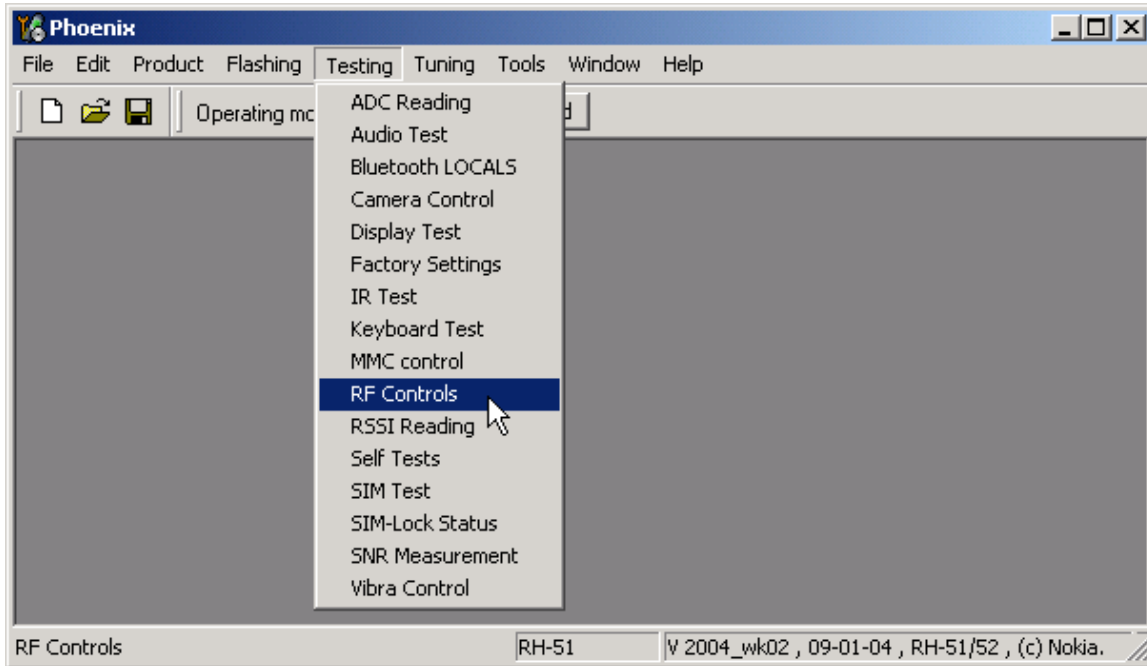 Phoenix
File Edit Product Flashing Testing Tuning Tools Window Help
Operating
ADC Reading
Audio Test
Bluetooth LOCALS
Camera Control
Display Test
Factory Settings
IR Test
Keyboard Test
MMC control
RF Controls
RSSI Reading
Self Tests
SIM Test
SIM-Lock Status
SNR Measurement
Vibra Control
RF Controls RH-51 V 2004_wk02 , 09-01-04 , RH-51/52 , (c) Nokia.